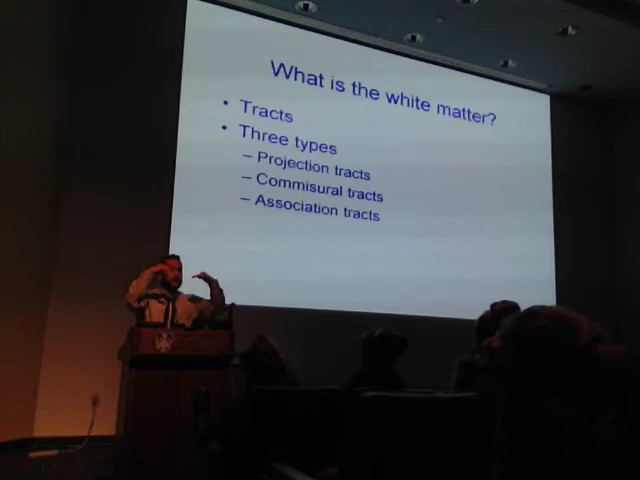 What is the white matter?
• Tracts
• Three types
– Projection tracts
– Commisural tracts
– Association tracts